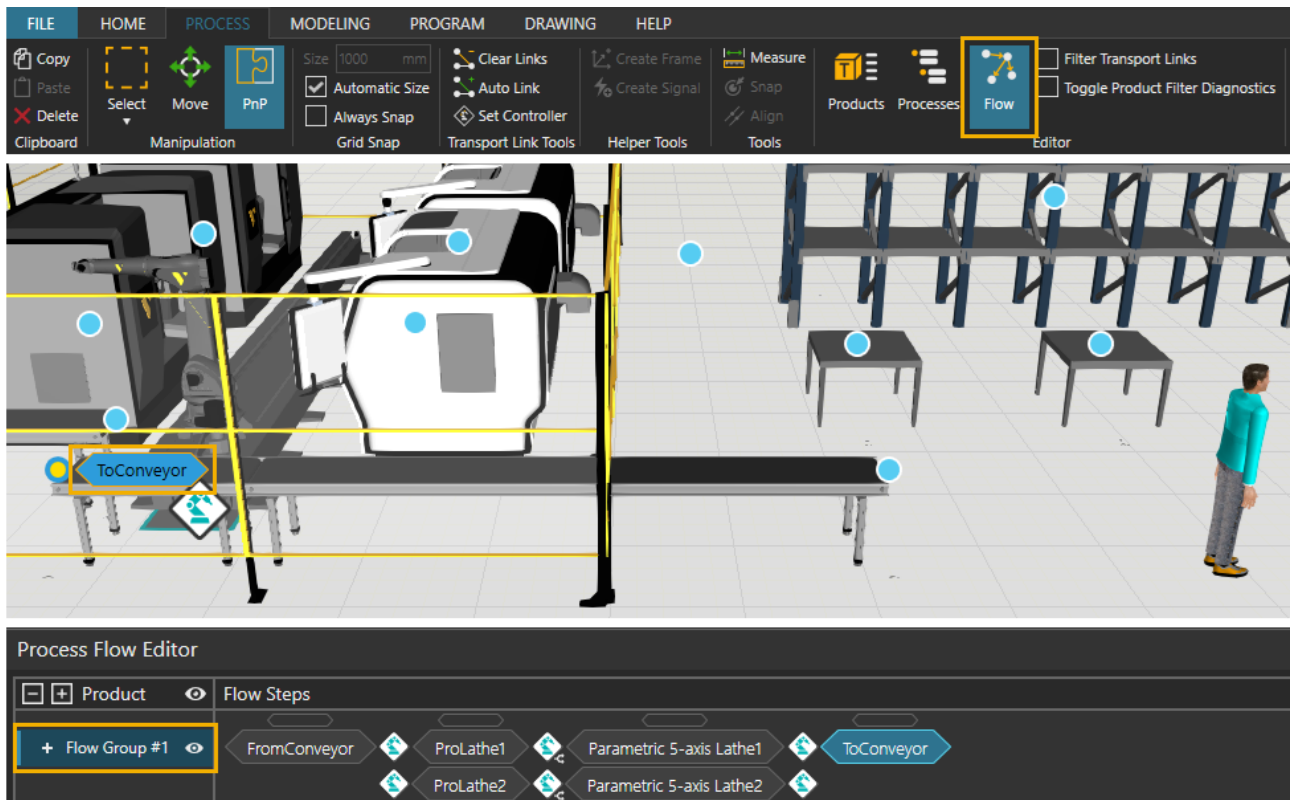 FILE HOME PROCESS MODELING PROGRAM DRAWING HELP
Copy
Paste
Delete
Clipboard
Select
Move
PnP
Manipulation
Size 1000 mm
Automatic Size
Always Snap
Grid Snap
Clear Links
Auto Link
Set Controller
Transport Link Tools
Create Frame
Create Signal
Helper Tools
Measure
Snap
Align
Tools
Products
Processes
Flow
Filter Transport Links
Toggle Product Filter Diagnostics
Editor
ToConveyor
Process Flow Editor
Product
Flow Steps
+ Flow Group #1
FromConveyor ProLathe1 Parametric 5-axis Lathe1 ToConveyor
ProLathe2 Parametric 5-axis Lathe2